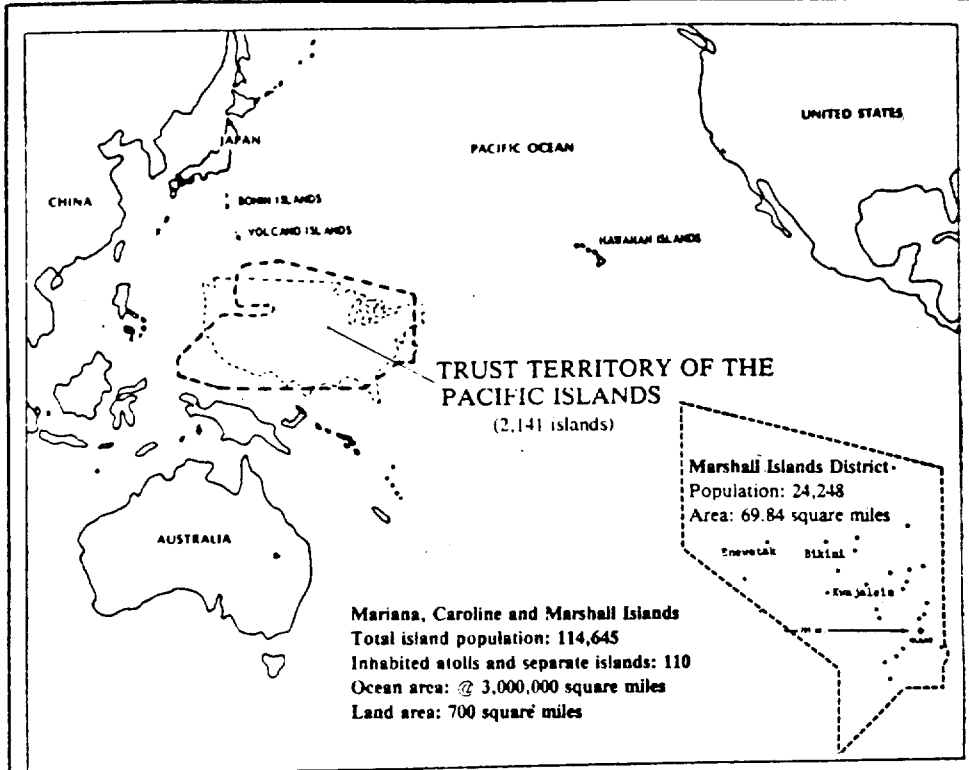 UNITED STATES
JAPAN
PACIFIC OCEAN
CHINA
BONIN ISLANDS
VOLCANO ISLANDS
HAWAIIAN ISLANDS
TRUST TERRITORY OF THE
PACIFIC ISLANDS
(2,141 islands)
Marshall Islands District
Population: 24,248
Area: 69.84 square miles
AUSTRALIA
Enewetak
Bikini
Kwajalein
Mariana, Caroline and Marshall Islands
Total island population: 114,645
Inhabited atolls and separate islands: 110
Ocean area: @ 3,000,000 square miles
Land area: 700 square miles